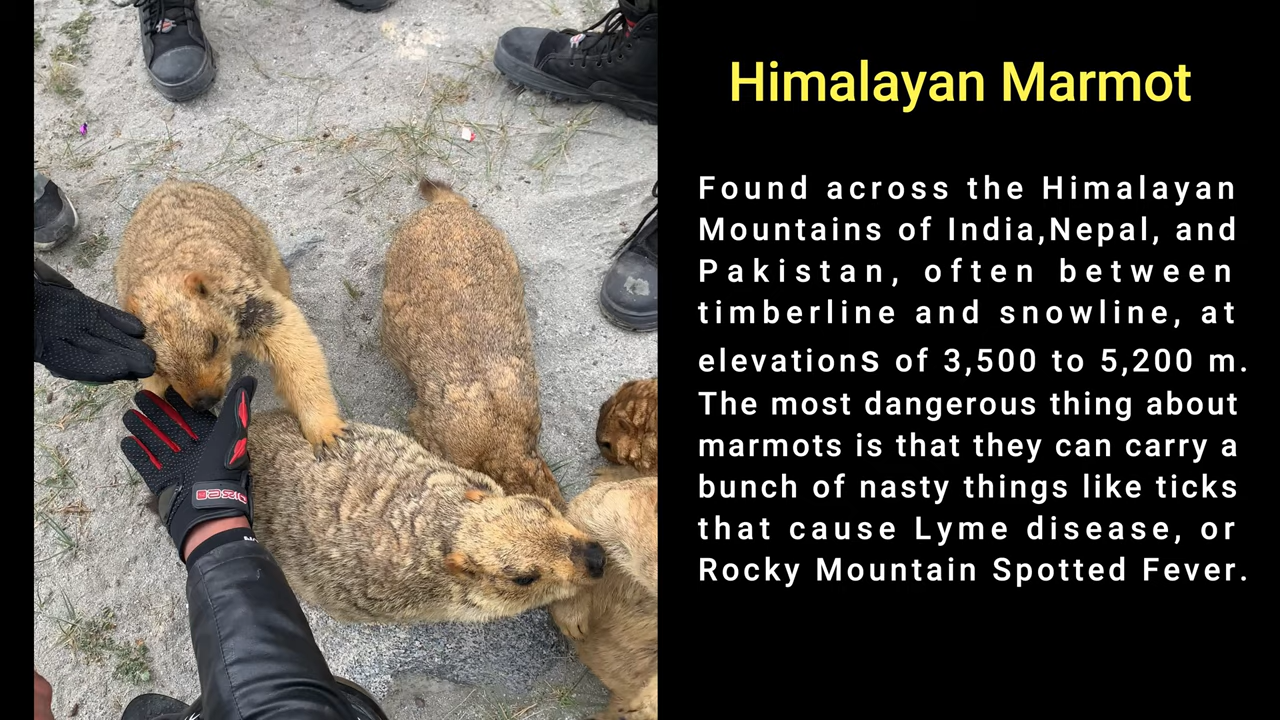 Himalayan Marmot
Found across the Himalayan
Mountains of India,Nepal, and
Pakistan, often between
timberline and snowline, at
elevations of 3,500 to 5,200 m.
The most dangerous thing about
marmots is that they can carry a
bunch of nasty things like ticks
that cause Lyme disease, or
Rocky Mountain Spotted Fever.